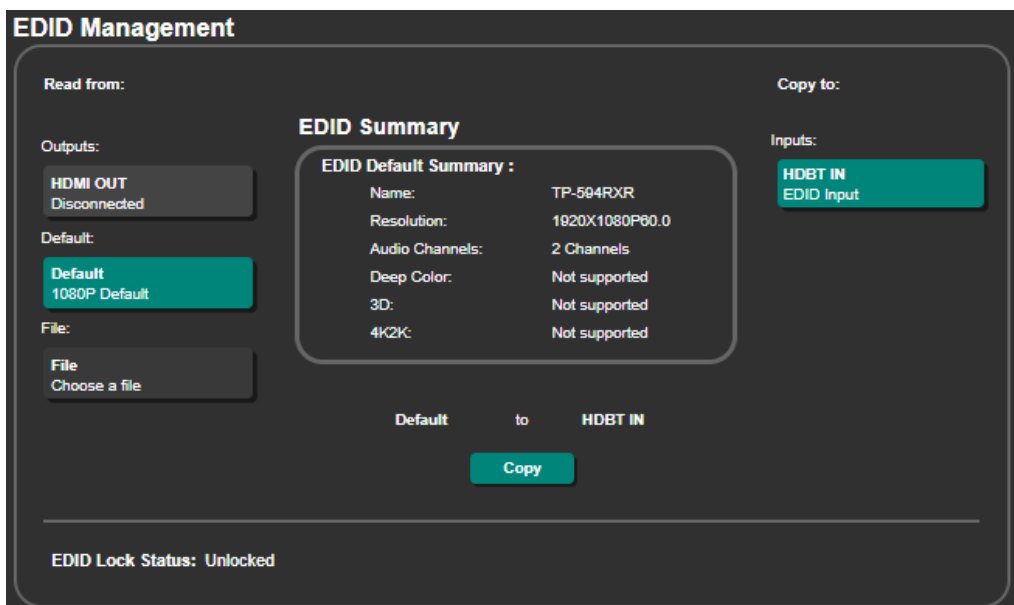 EDID Management
Read from:
Copy to:
Outputs:
HDMI OUT
Disconnected
Default:
Default
1080P Default
File:
File
Choose a file
EDID Summary
EDID Default Summary :
Name: TP-594RXR
Resolution: 1920X1080P60.0
Audio Channels: 2 Channels
Deep Color: Not supported
3D: Not supported
4K2K: Not supported
Inputs:
HDBT IN
EDID Input
Default to HDBT IN
Copy
EDID Lock Status: Unlocked